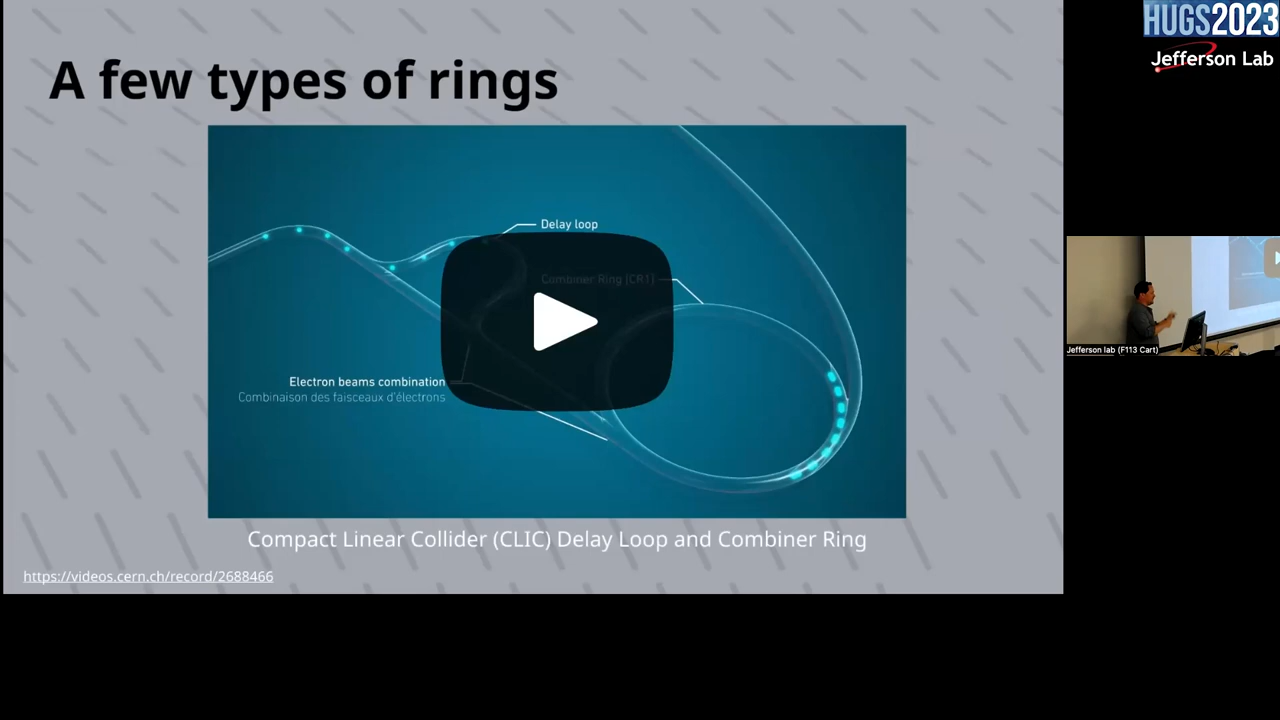 HUGS2023
Jefferson Lab
A few types of rings
Delay loop
Combiner Ring (CR1)
Electron beams combination
Combinaison des faisceaux d'électrons
Compact Linear Collider (CLIC) Delay Loop and Combiner Ring
https://videos.cern.ch/record/2688466
Jefferson lab (F113 Cart)